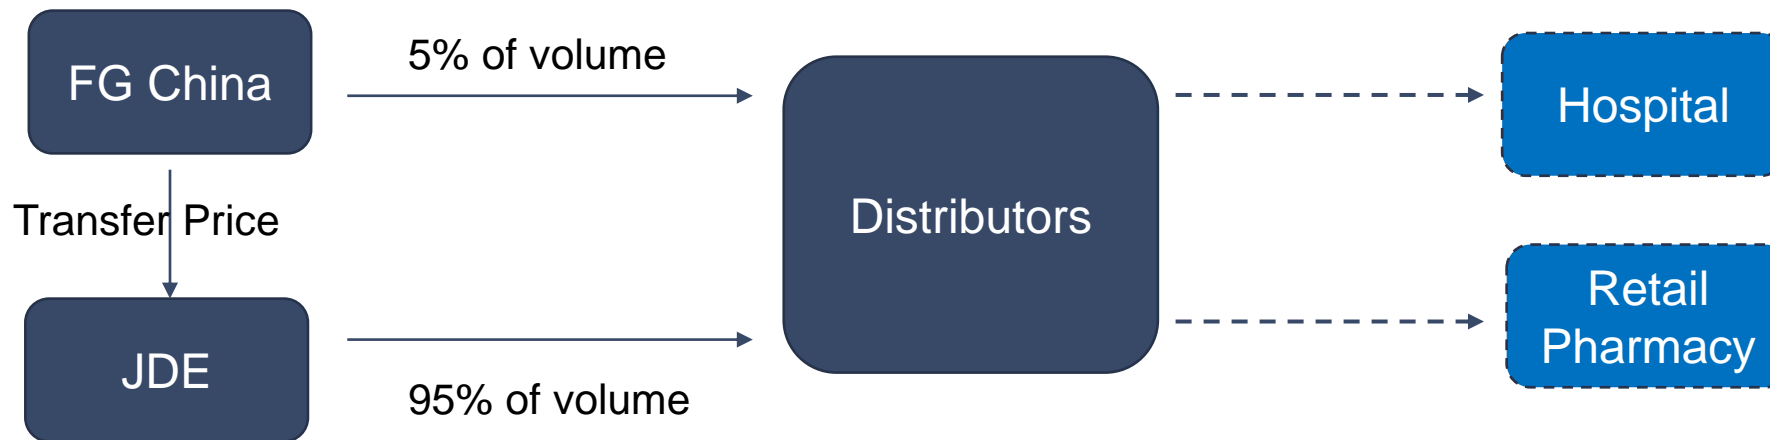 FG China
5% of volume
Hospital
Transfer Price
Distributors
Retail
Pharmacy
JDE
95% of volume